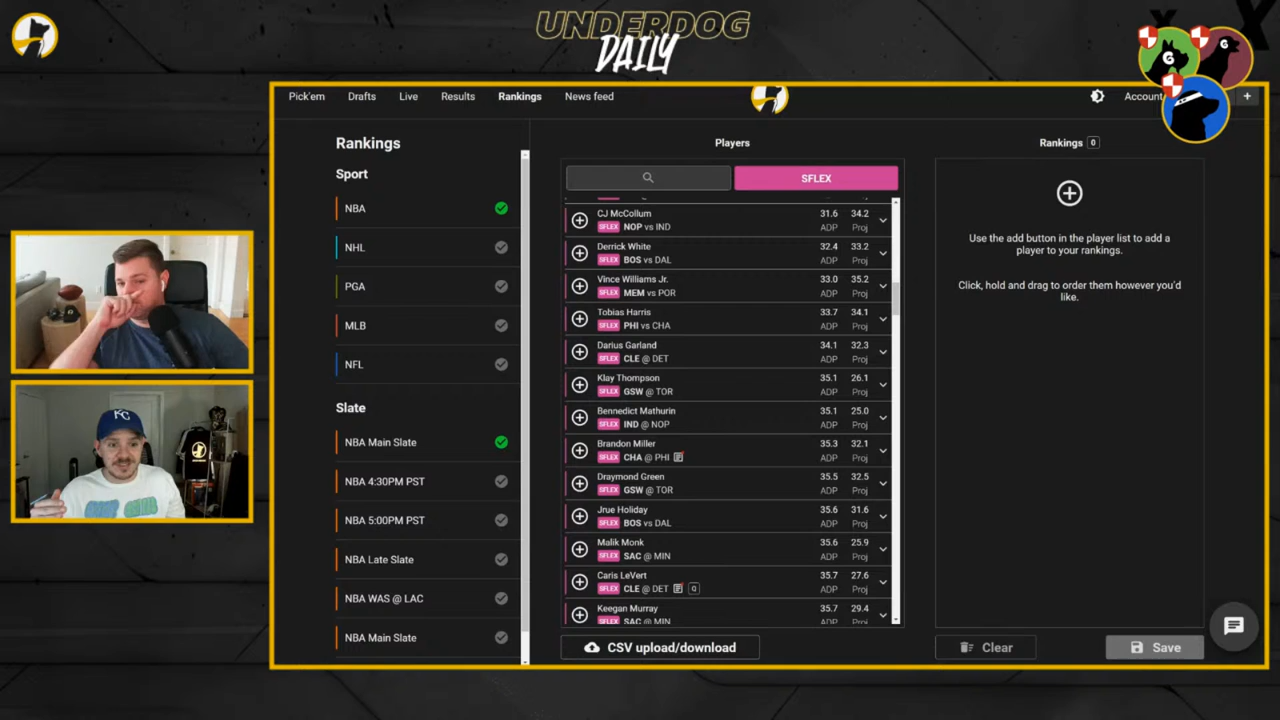 UNDERDOG
DAILY
Pick'em Drafts Live Results Rankings News feed Account +
G G
Rankings
Sport
NBA
NHL
PGA
MLB
NFL
Slate
NBA Main Slate
NBA 4:30PM PST
NBA 5:00PM PST
NBA Late Slate
NBA WAS @ LAC
NBA Main Slate
Players
SFLEX
CJ McCollum 31.6 34.2
SFLEX NOP vs IND ADP Proj
Derrick White 32.4 33.2
SFLEX BOS vs DAL ADP Proj
Vince Williams Jr. 33.0 35.2
SFLEX MEM vs POR ADP Proj
Tobias Harris 33.7 34.1
SFLEX PHI vs CHA ADP Proj
Darius Garland 34.1 32.3
SFLEX CLE @ DET ADP Proj
Klay Thompson 35.1 26.1
SFLEX GSW @ TOR ADP Proj
Bennedict Mathurin 35.1 25.0
SFLEX IND @ NOP ADP Proj
Brandon Miller 35.3 32.1
SFLEX CHA @ PHI ADP Proj
Draymond Green 35.5 32.5
SFLEX GSW @ TOR ADP Proj
Jrue Holiday 35.6 31.6
SFLEX BOS vs DAL ADP Proj
Malik Monk 35.6 25.9
SFLEX SAC @ MIN ADP Proj
Caris LeVert 35.7 27.6
SFLEX CLE @ DET Q ADP Proj
Keegan Murray 35.7 29.4
SFLEX SAC @ MIN ADP Proj
CSV upload/download
Rankings 0
Use the add button in the player list to add a
player to your rankings.
Click, hold and drag to order them however you'd
like.
Clear Save
KC